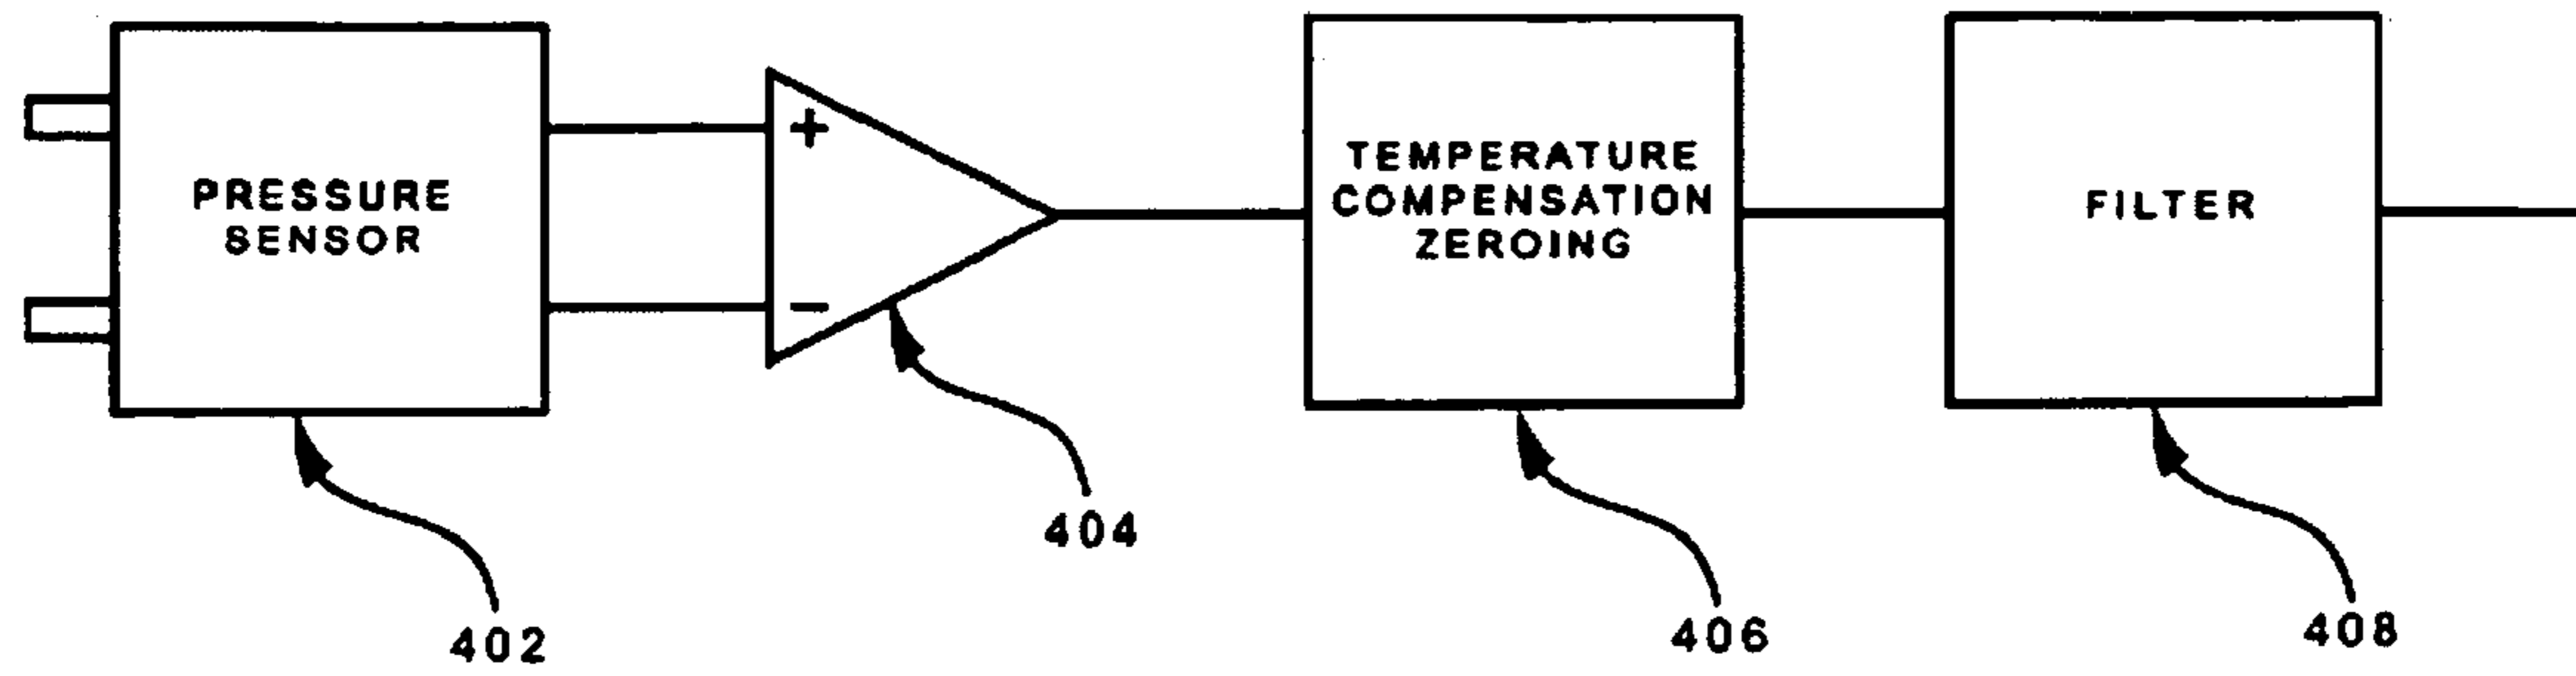 PRESSURE
SENSOR
+
−
TEMPERATURE
COMPENSATION
ZEROING
FILTER
402
404
406
408